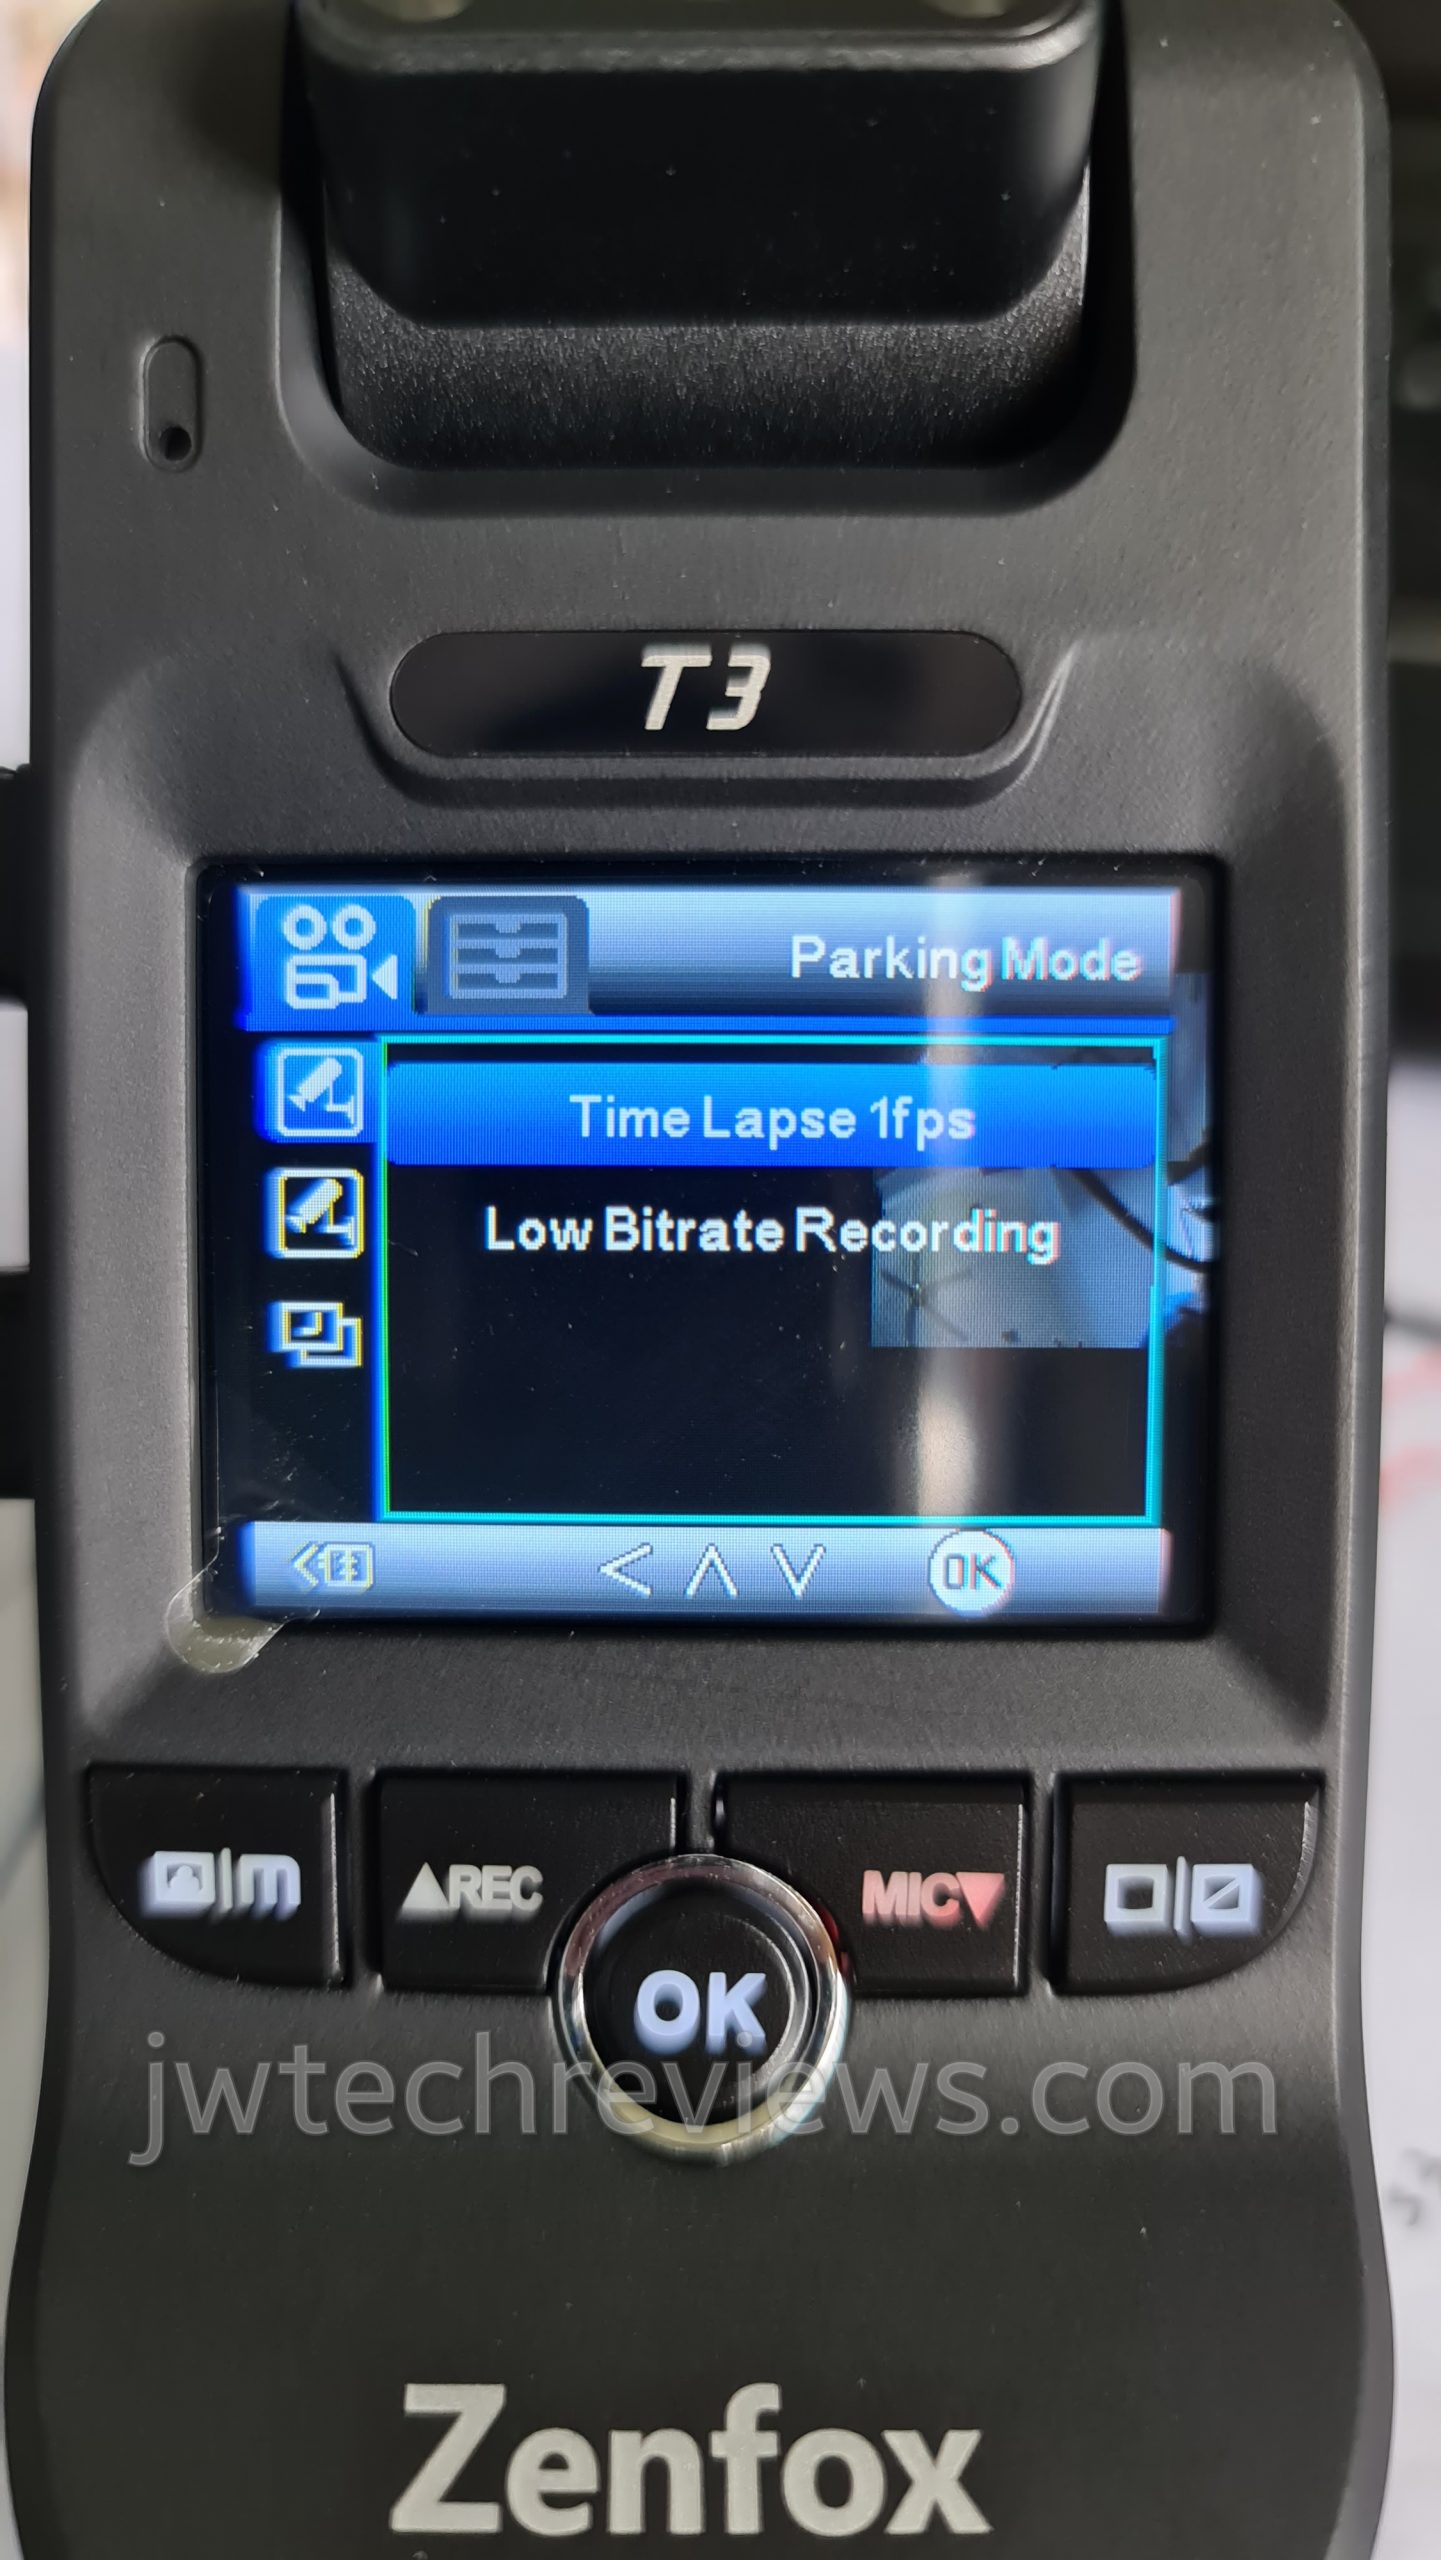 T3
Parking Mode
Time Lapse 1fps
Low Bitrate Recording
OK
m
REC
MIC
OK
jwtechreviews.com
Zenfox